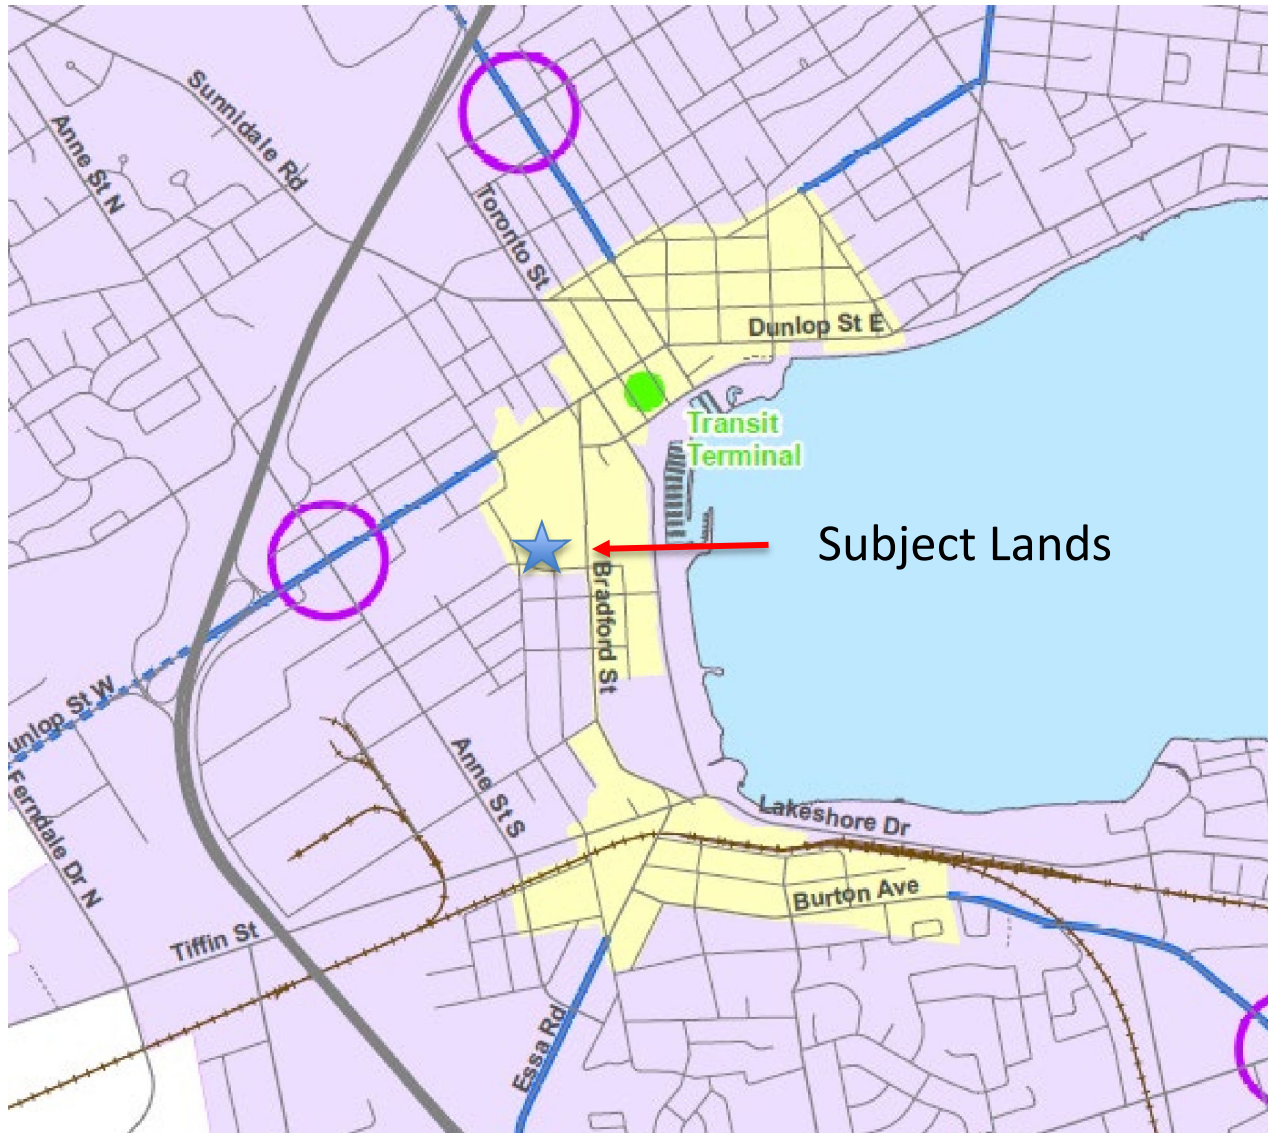 Sunnidale Rd
Anne St N
Toronto St
Dunlop St E
Transit
Terminal
Subject Lands
Bradford St
unlop St W
Anne St S
Ferndale Dr N
Lakeshore Dr
Burton Ave
Tiffin St
Essa Rd